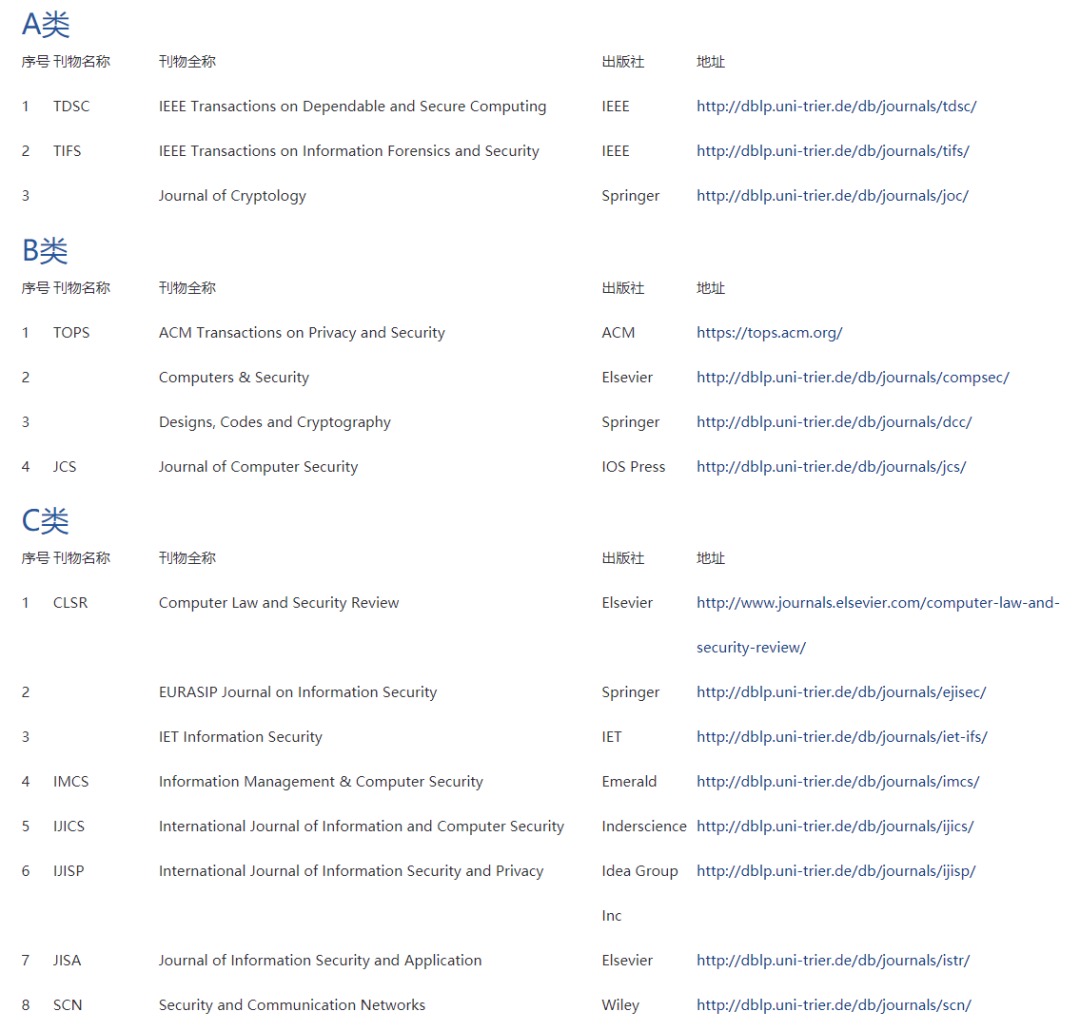 A类
序号 刊物名称 刊物全称 出版社 地址
1 TDSC IEEE Transactions on Dependable and Secure Computing IEEE http://dblp.uni-trier.de/db/journals/tdsc/
2 TIFS IEEE Transactions on Information Forensics and Security IEEE http://dblp.uni-trier.de/db/journals/tifs/
3 Journal of Cryptology Springer http://dblp.uni-trier.de/db/journals/joc/
B类
序号 刊物名称 刊物全称 出版社 地址
1 TOPS ACM Transactions on Privacy and Security ACM https://tops.acm.org/
2 Computers & Security Elsevier http://dblp.uni-trier.de/db/journals/compsec/
3 Designs, Codes and Cryptography Springer http://dblp.uni-trier.de/db/journals/dcc/
4 JCS Journal of Computer Security IOS Press http://dblp.uni-trier.de/db/journals/jcs/
C类
序号 刊物名称 刊物全称 出版社 地址
1 CLSR Computer Law and Security Review Elsevier http://www.journals.elsevier.com/computer-law-and-
security-review/
2 EURASIP Journal on Information Security Springer http://dblp.uni-trier.de/db/journals/ejisec/
3 IET Information Security IET http://dblp.uni-trier.de/db/journals/iet-ifs/
4 IMCS Information Management & Computer Security Emerald http://dblp.uni-trier.de/db/journals/imcs/
5 IJICS International Journal of Information and Computer Security Inderscience http://dblp.uni-trier.de/db/journals/ijics/
6 IJISP International Journal of Information Security and Privacy Idea Group http://dblp.uni-trier.de/db/journals/ijisp/
Inc
7 JISA Journal of Information Security and Application Elsevier http://dblp.uni-trier.de/db/journals/istr/
8 SCN Security and Communication Networks Wiley http://dblp.uni-trier.de/db/journals/scn/